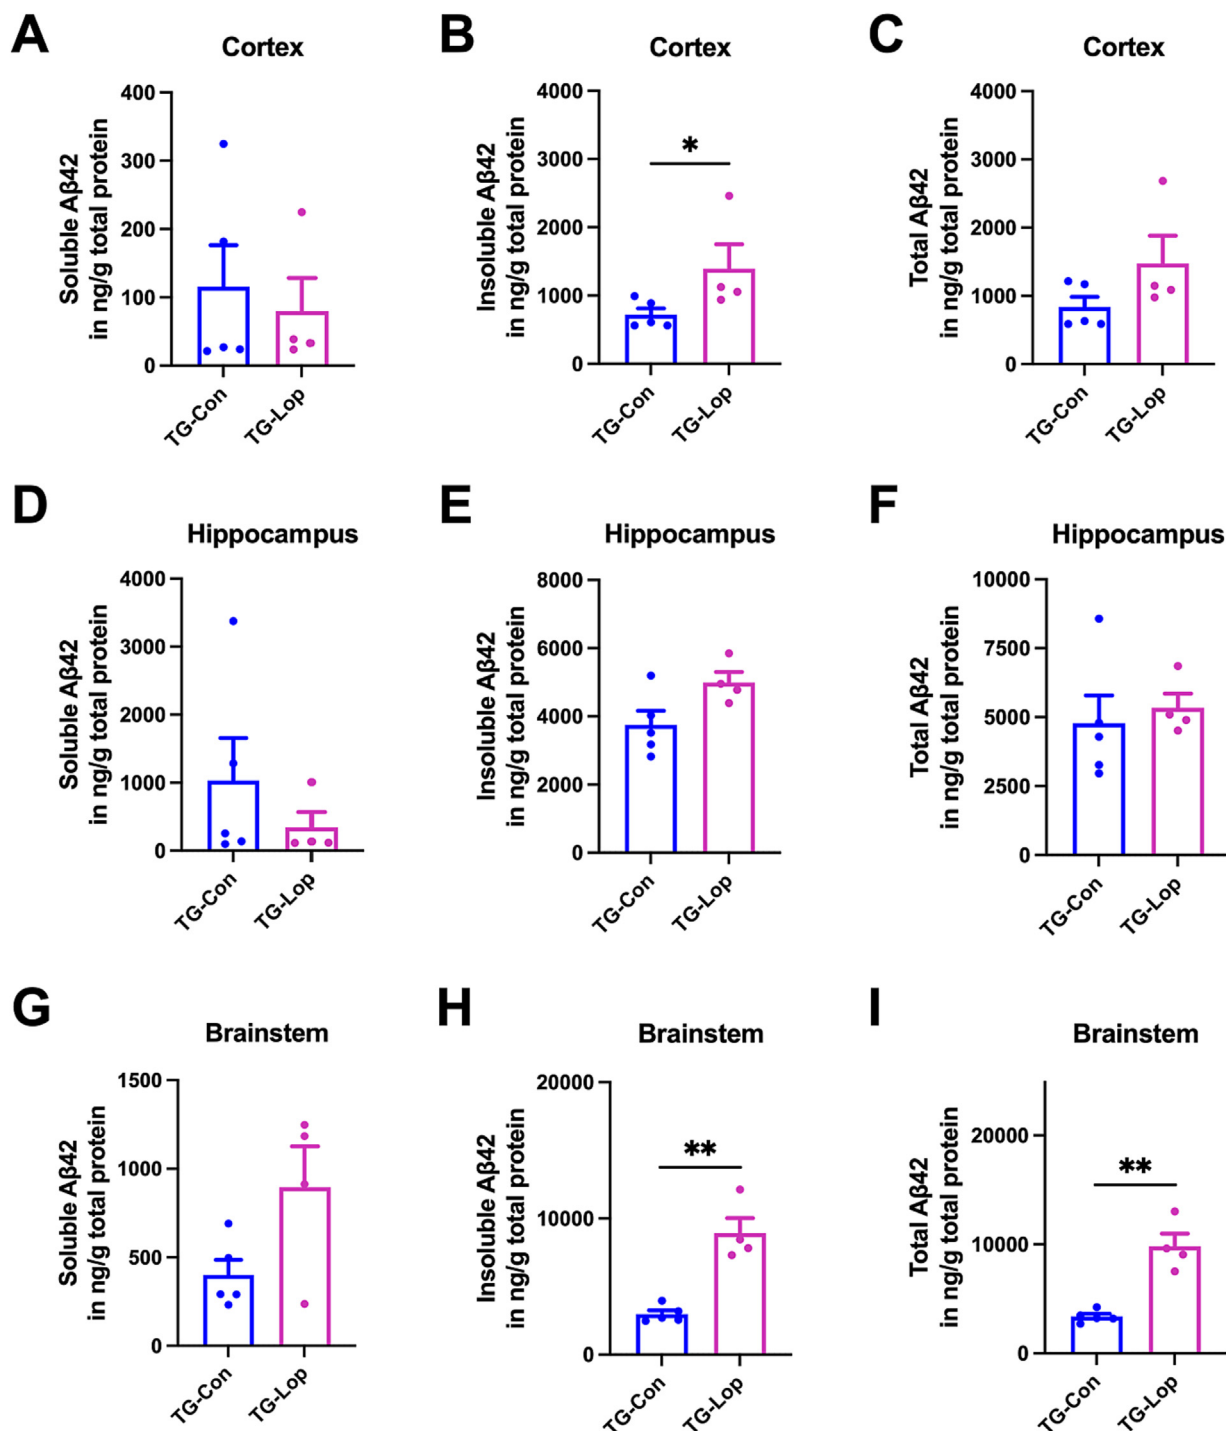 A
Cortex
Soluble Aβ42
in ng/g total protein
400
300
200
100
0
TG-Con
TG-Lop
B
Cortex
Insoluble Aβ42
in ng/g total protein
4000
3000
2000
1000
0
*
TG-Con
TG-Lop
C
Cortex
Total Aβ42
in ng/g total protein
4000
3000
2000
1000
0
TG-Con
TG-Lop
D
Hippocampus
Soluble Aβ42
in ng/g total protein
4000
3000
2000
1000
0
TG-Con
TG-Lop
E
Hippocampus
Insoluble Aβ42
in ng/g total protein
8000
6000
4000
2000
0
TG-Con
TG-Lop
F
Hippocampus
Total Aβ42
in ng/g total protein
10000
7500
5000
2500
0
TG-Con
TG-Lop
G
Brainstem
Soluble Aβ42
in ng/g total protein
1500
1000
500
0
TG-Con
TG-Lop
H
Brainstem
Insoluble Aβ42
in ng/g total protein
20000
10000
0
**
TG-Con
TG-Lop
I
Brainstem
Total Aβ42
in ng/g total protein
20000
10000
0
**
TG-Con
TG-Lop